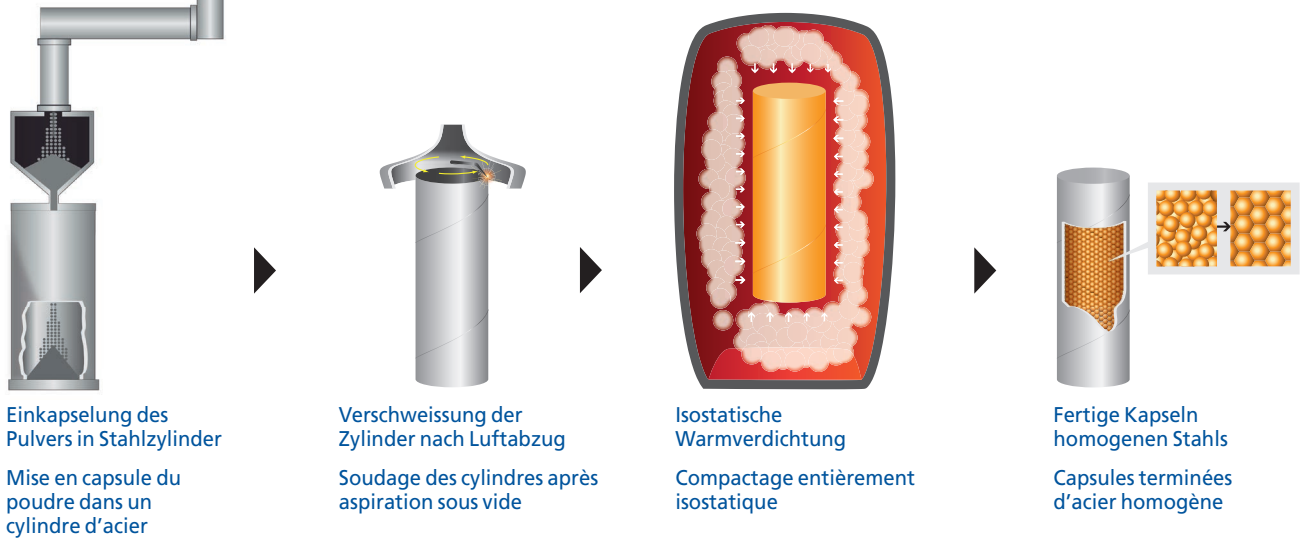 Einkapselung des
Pulvers in Stahlzylinder
Mise en capsule du
poudre dans un
cylindre d'acier
Verschweissung der
Zylinder nach Luftabzug
Soudage des cylindres après
aspiration sous vide
Isostatische
Warmverdichtung
Compactage entièrement
isostatique
Fertige Kapseln
homogenen Stahls
Capsules terminées
d'acier homogène